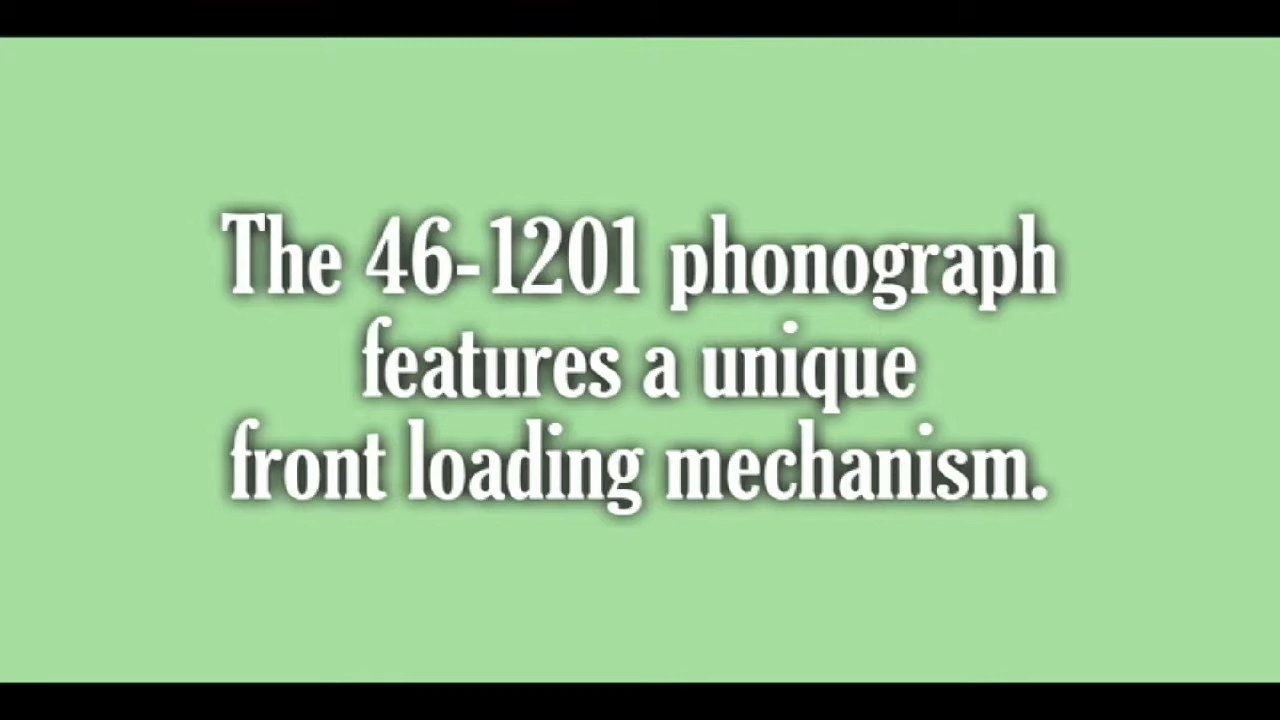 The 46-1201 phonograph
features a unique
front loading mechanism.